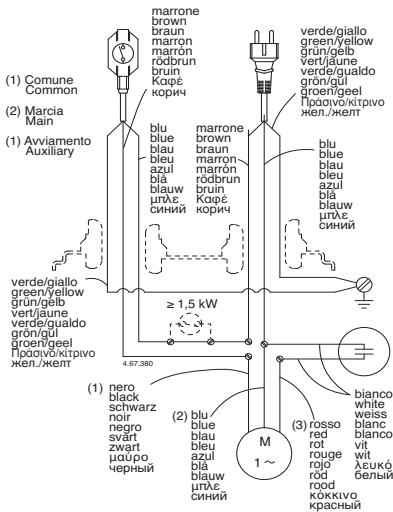 marrone
brown
braun
marron
marrón
rödbrun
bruin
Καφέ
корич
verde/giallo
green/yellow
grün/gelb
vert/jaune
verde/gualdo
grön/gül
groen/geel
Πράσινο/κίτρινο
жел./желт
(1) Comune
Common
(2) Marcia
Main
(1) Avviamento
Auxiliary
blu
blue
blau
bleu
azul
blå
blauw
μπλε
синий
marrone
brown
braun
marron
marrón
rödbrun
bruin
Καφέ
корич
blu
blue
blau
bleu
azul
blå
blauw
μπλε
синий
verde/giallo
green/yellow
grün/gelb
vert/jaune
verde/gualdo
grön/gül
groen/geel
Πράσινο/κίτρινο
жел./желт
≥ 1,5 kW
4.67.380
(1) nero
black
schwarz
noir
negro
svart
zwart
μαύρο
черный
(2) blu
blue
blau
bleu
azul
blå
blauw
μπλε
синий
M
1 ~
(3) rosso
red
rot
rouge
rojo
röd
rood
κόκκινο
красный
bianco
white
weiss
blanc
blanco
vit
wit
λευκό
белый